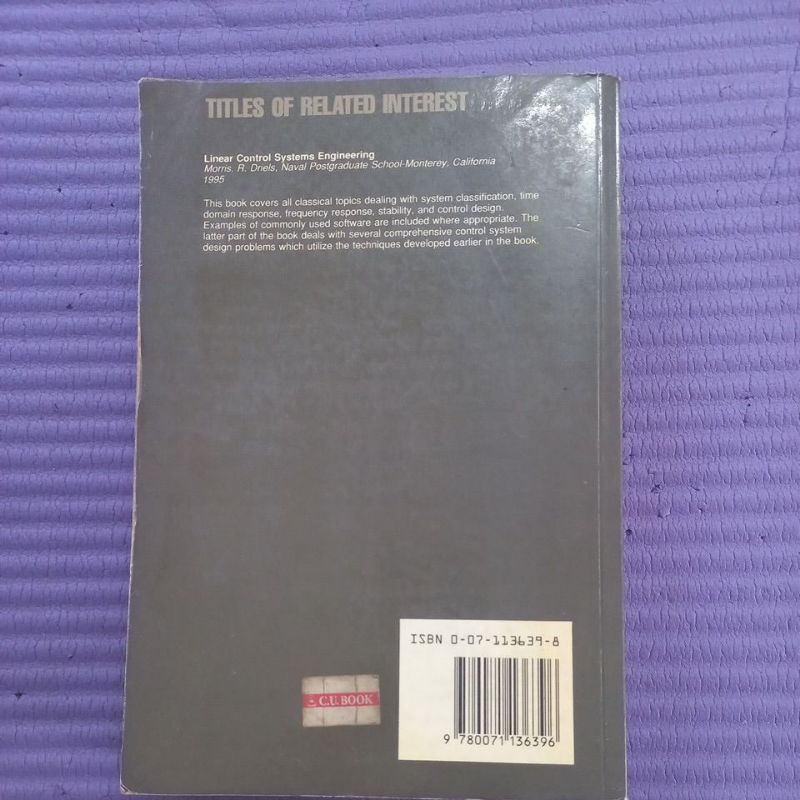 TITLES OF RELATED INTEREST
Linear Control Systems Engineering
Morris. R. Driels, Naval Postgraduate School-Monterey, California
1995
This book covers all classical topics dealing with system classification, time
domain response, frequency response, stability, and control design.
Examples of commonly used software are included where appropriate. The
latter part of the book deals with several comprehensive control system
design problems which utilize the techniques developed earlier in the book.
ISBN 0-07-113639-8
C.U.BOOK
9 780071 136396